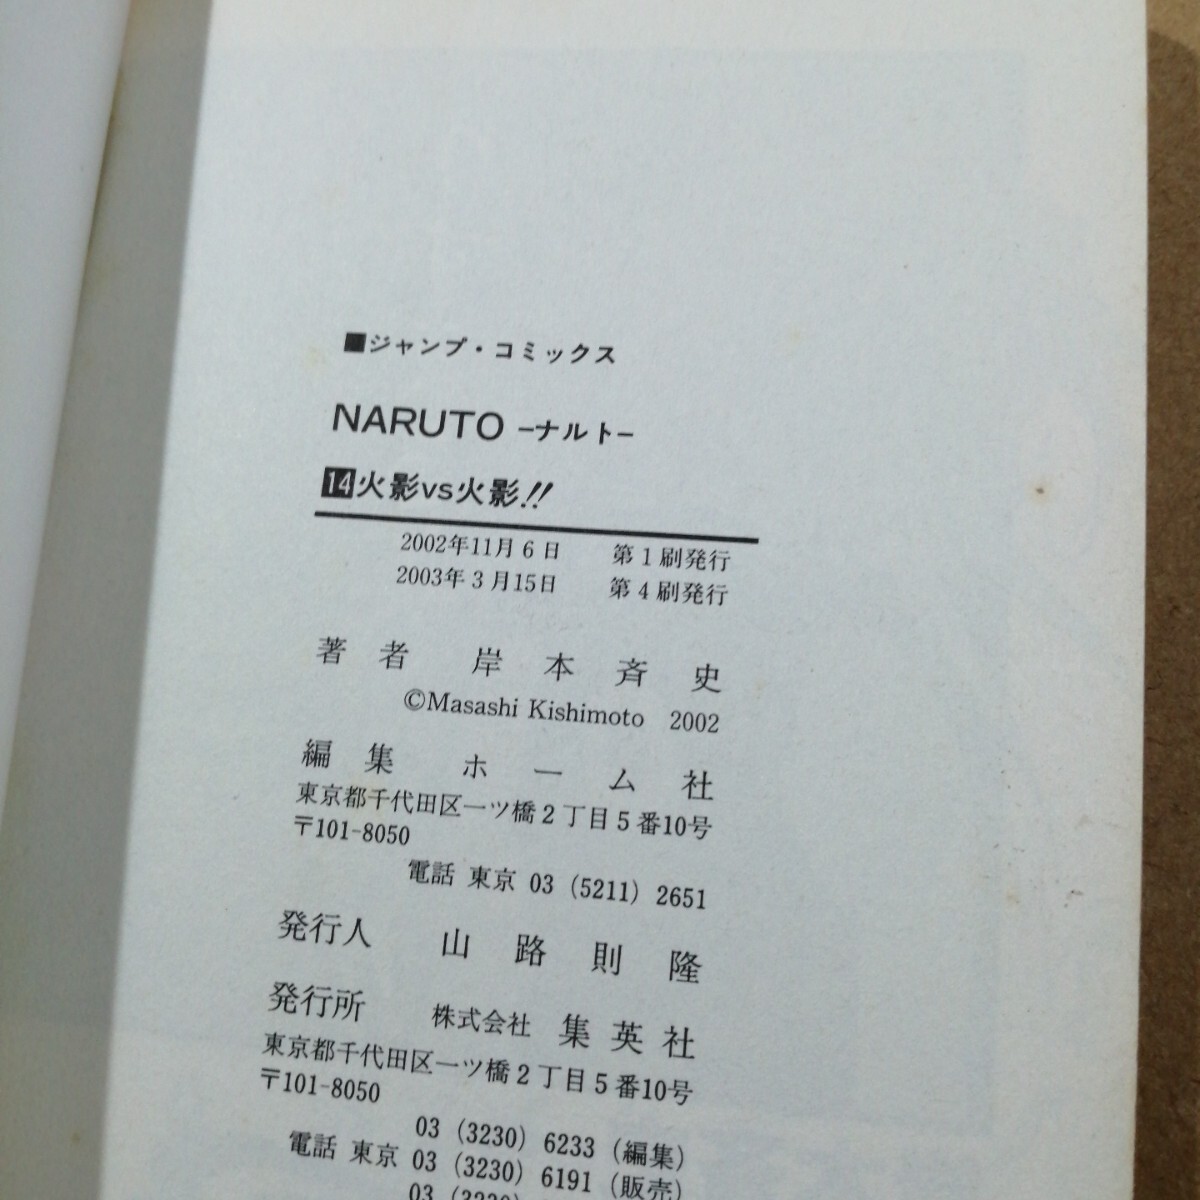 ■ジャンプ・コミックス
NARUTO −ナルト−
14火影vs火影!!
2002年11月6日 第1刷発行
2003年3月15日 第4刷発行
著者 岸本斉史
©Masashi Kishimoto 2002
編集 ホーム社
東京都千代田区一ツ橋2丁目5番10号
〒101-8050
電話 東京 03 (5211) 2651
発行人 山路則隆
発行所 株式会社 集英社
東京都千代田区一ツ橋2丁目5番10号
〒101-8050
03 (3230) 6233 (編集)
電話 東京 03 (3230) 6191 (販売)
03 (3230)